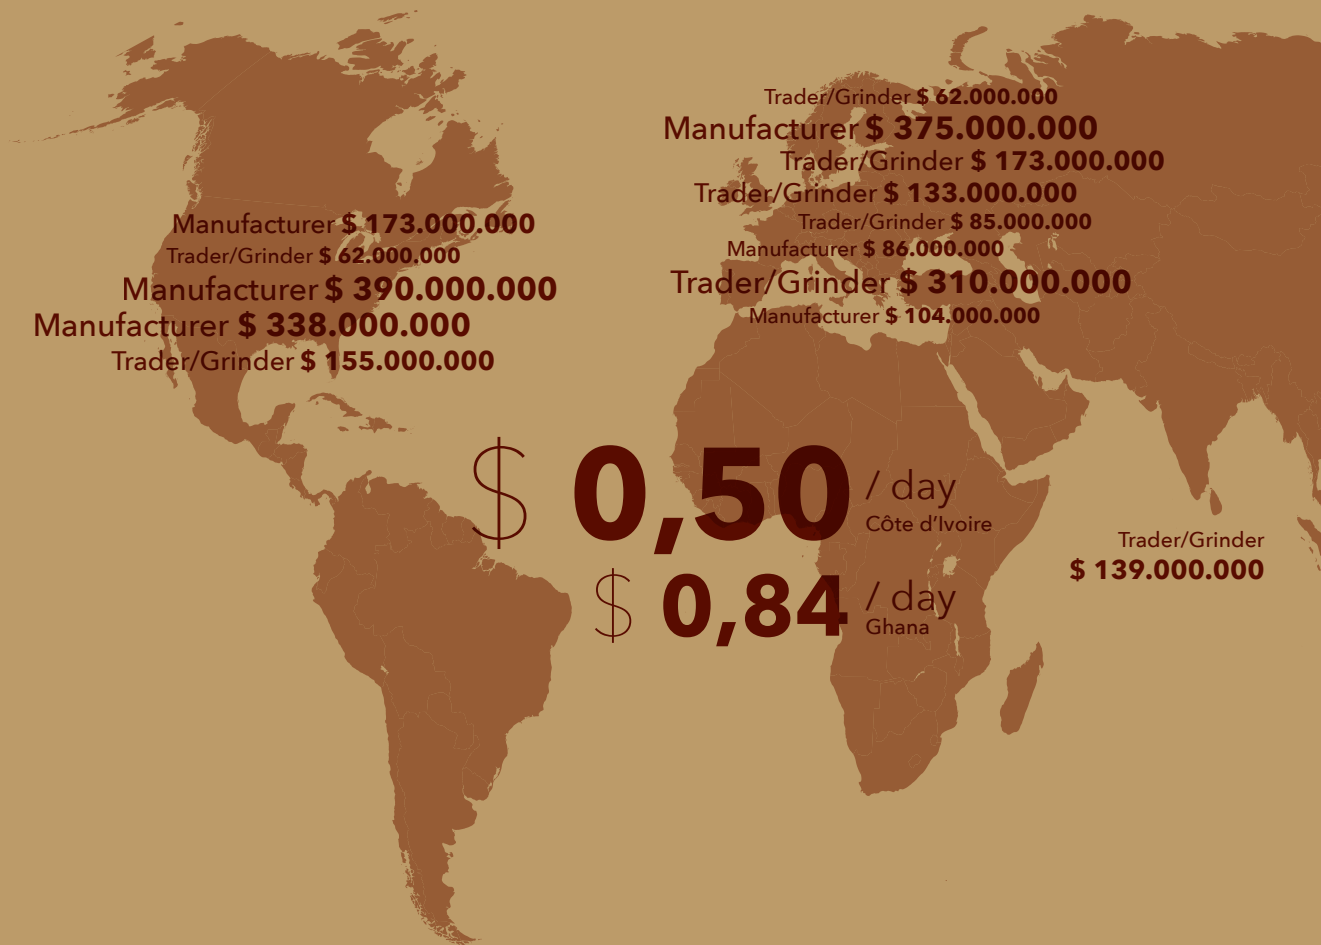 Trader/Grinder $ 62.000.000
Manufacturer $ 375.000.000
Trader/Grinder $ 173.000.000
Trader/Grinder $ 133.000.000
Trader/Grinder $ 85.000.000
Manufacturer $ 86.000.000
Trader/Grinder $ 310.000.000
Manufacturer $ 104.000.000
Manufacturer $ 173.000.000
Trader/Grinder $ 62.000.000
Manufacturer $ 390.000.000
Manufacturer $ 338.000.000
Trader/Grinder $ 155.000.000
$ 0,50 / day
Côte d’Ivoire
$ 0,84 / day
Ghana
Trader/Grinder
$ 139.000.000